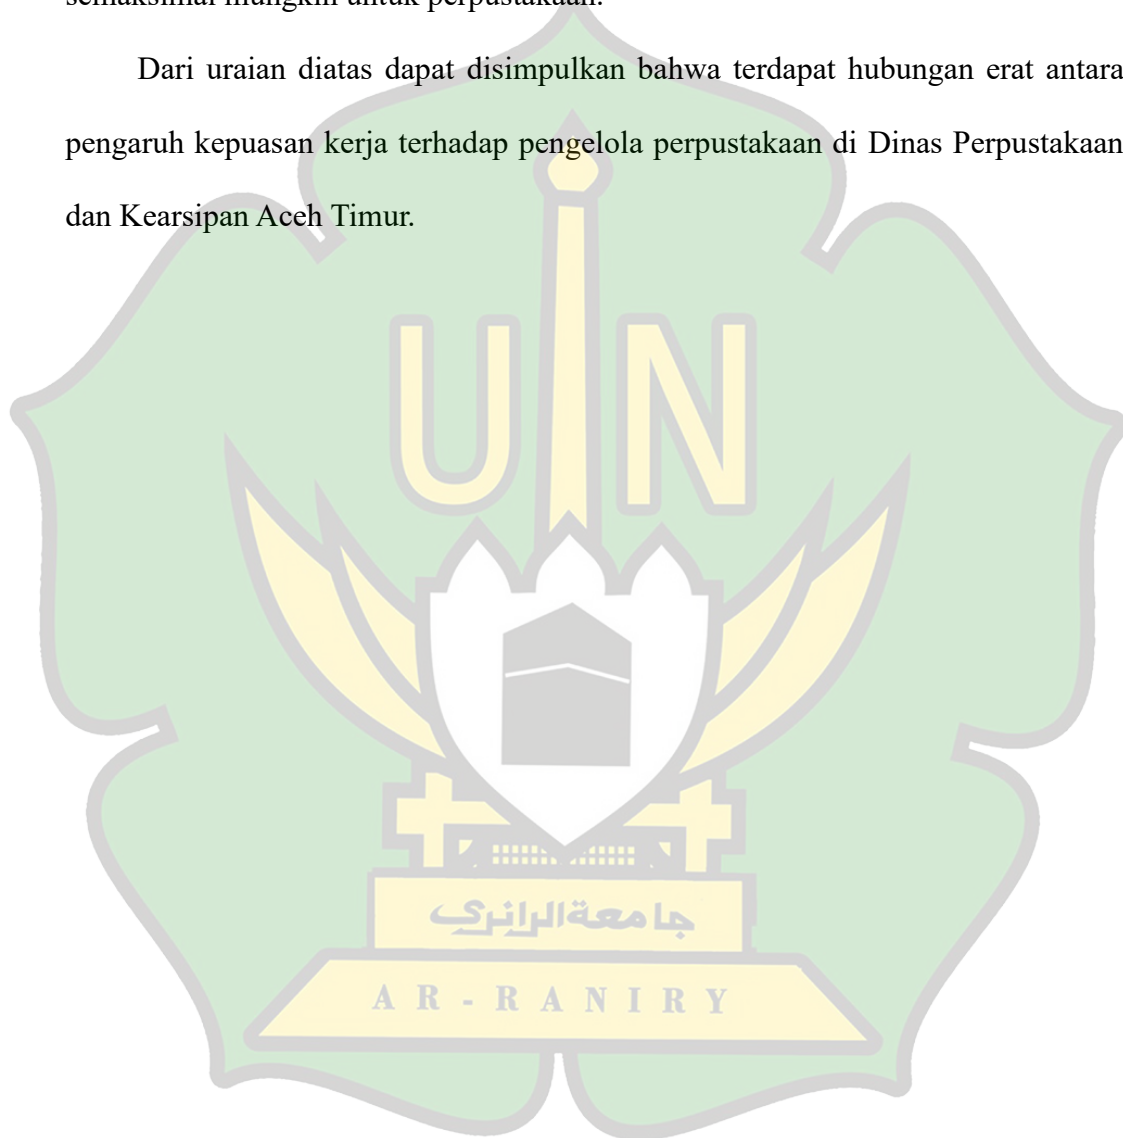 semaksimal mungkin untuk perpustakaan.
Dari uraian diatas dapat disimpulkan bahwa terdapat hubungan erat antara
pengaruh kepuasan kerja terhadap pengelola perpustakaan di Dinas Perpustakaan
dan Kearsipan Aceh Timur.
UIN
جامعة الرانري
AR-RANIRY